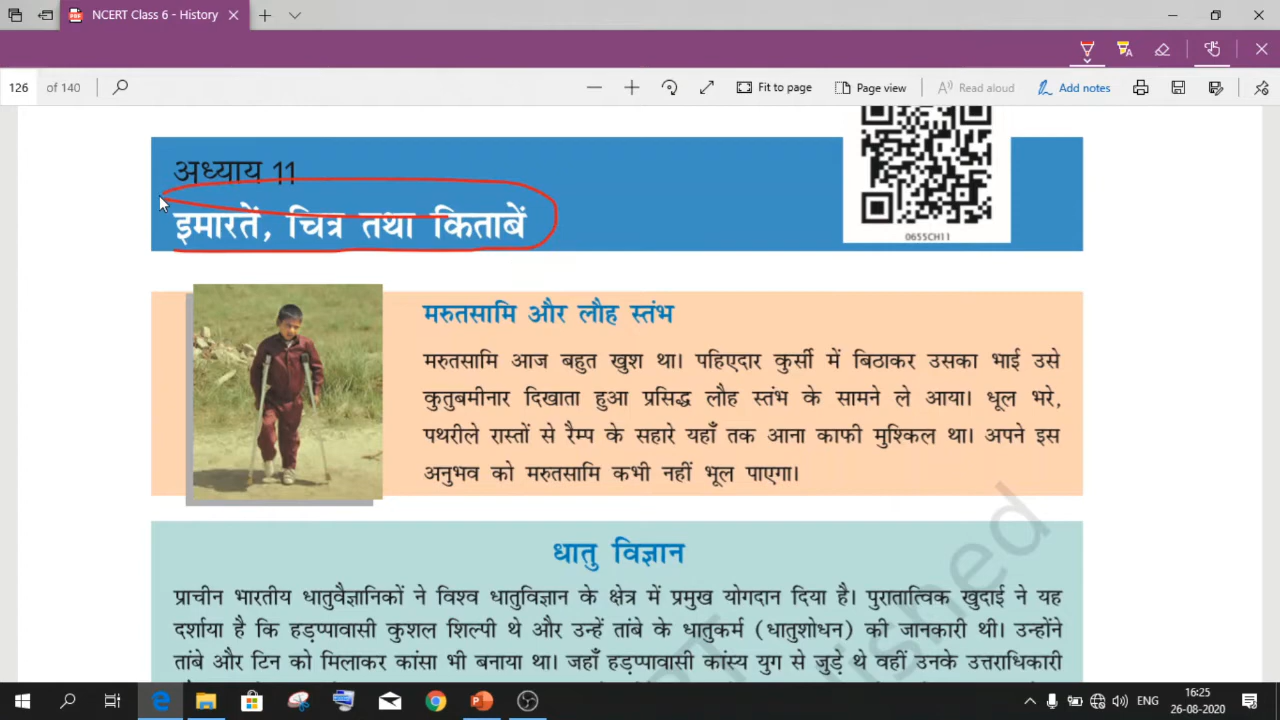 NCERT Class 6 - History
126 of 140
Fit to page
Page view
Read aloud
Add notes
अध्याय 11
इमारतें, चित्र तथा किताबें
0655CH11
मरुतसामि और लौह स्तंभ
मरुतसामि आज बहुत खुश था। पहिएदार कुर्सी में बिठाकर उसका भाई उसे
कुतुबमीनार दिखाता हुआ प्रसिद्ध लौह स्तंभ के सामने ले आया। धूल भरे,
पथरीले रास्तों से रैम्प के सहारे यहाँ तक आना काफी मुश्किल था। अपने इस
अनुभव को मरुतसामि कभी नहीं भूल पाएगा।
धातु विज्ञान
प्राचीन भारतीय धातुवैज्ञानिकों ने विश्व धातुविज्ञान के क्षेत्र में प्रमुख योगदान दिया है। पुरातात्विक खुदाई ने यह
दर्शाया है कि हड़प्पावासी कुशल शिल्पी थे और उन्हें तांबे के धातुकर्म (धातुशोधन) की जानकारी थी। उन्होंने
तांबे और टिन को मिलाकर कांसा भी बनाया था। जहाँ हड़प्पावासी कांस्य युग से जुड़े थे वहीं उनके उत्तराधिकारी
ished
ENG
16:25
26-08-2020